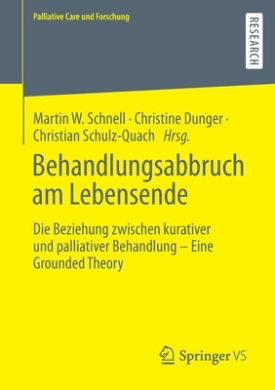 Palliative Care und Forschung
RESEARCH
Martin W. Schnell · Christine Dunger ·
Christian Schulz-Quach Hrsg.
Behandlungsabbruch
am Lebensende
Die Beziehung zwischen kurativer
und palliativer Behandlung – Eine
Grounded Theory
Springer VS